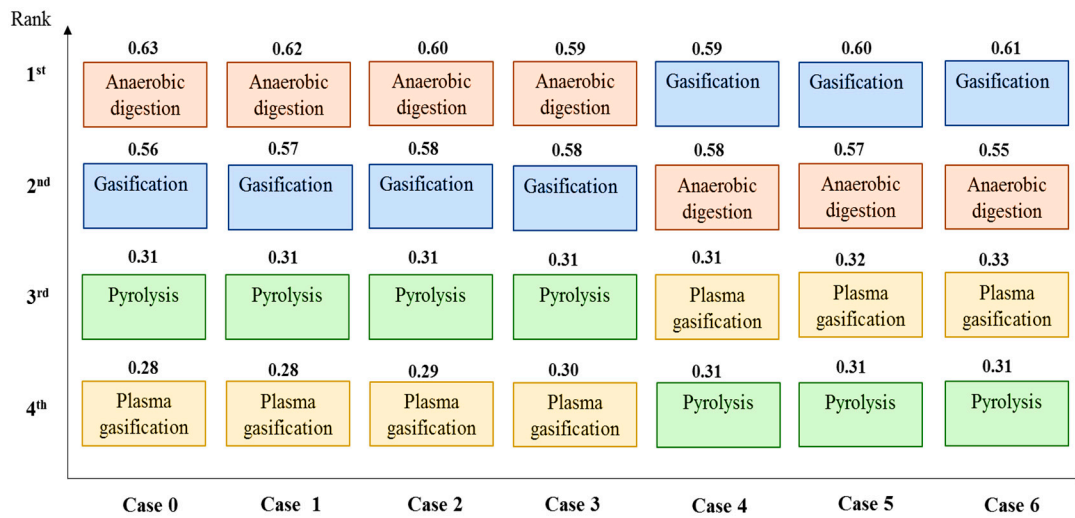 Rank
0.63 0.62 0.60 0.59 0.59 0.60 0.61
1st
Anaerobic digestion
Anaerobic digestion
Anaerobic digestion
Anaerobic digestion
Gasification
Gasification
Gasification
0.56 0.57 0.58 0.58 0.58 0.57 0.55
2nd
Gasification
Gasification
Gasification
Gasification
Anaerobic digestion
Anaerobic digestion
Anaerobic digestion
0.31 0.31 0.31 0.31 0.31 0.32 0.33
3rd
Pyrolysis
Pyrolysis
Pyrolysis
Pyrolysis
Plasma gasification
Plasma gasification
Plasma gasification
0.28 0.28 0.29 0.30 0.31 0.31 0.31
4th
Plasma gasification
Plasma gasification
Plasma gasification
Plasma gasification
Pyrolysis
Pyrolysis
Pyrolysis
Case 0 Case 1 Case 2 Case 3 Case 4 Case 5 Case 6